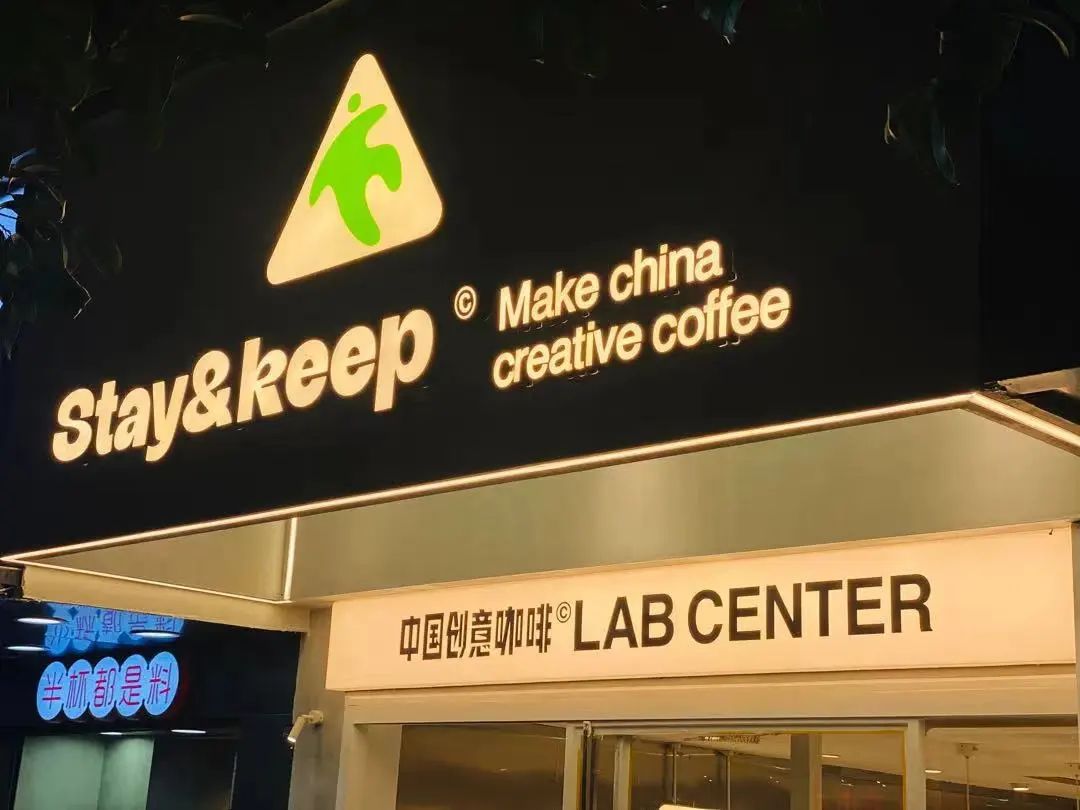 Stay&keep©
Make china
creative coffee
中国创意咖啡©LAB CENTER
半杯都是料